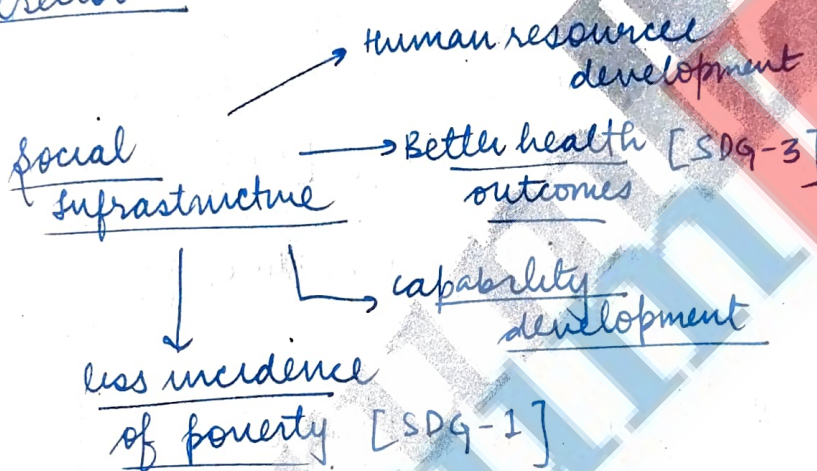 Human resource
development
Social
Infrastructure
Better health [SDG-3]
outcomes
capability
development
less incidence
of poverty [SDG-1]